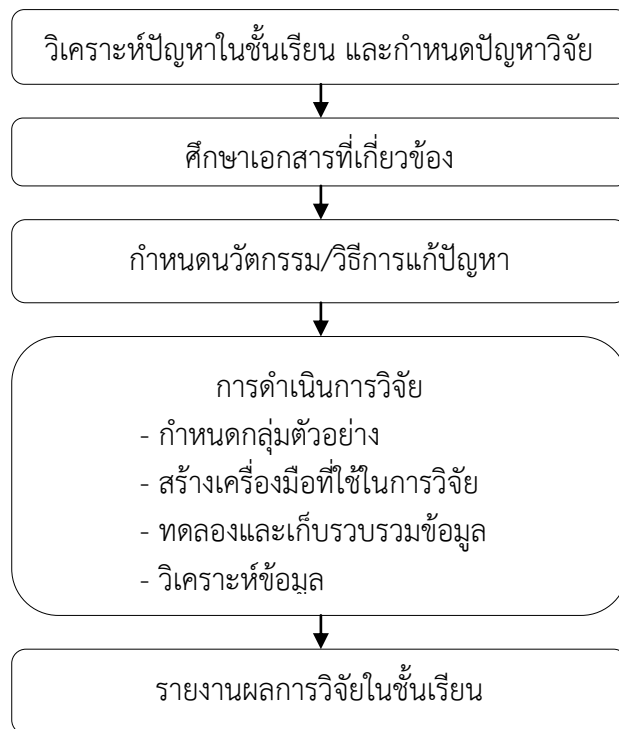 วิเคราะห์ปัญหาในชั้นเรียน และกำหนดปัญหาวิจัย
ศึกษาเอกสารที่เกี่ยวข้อง
กำหนดนวัตกรรม/วิธีการแก้ปัญหา
การดำเนินการวิจัย
- กำหนดกลุ่มตัวอย่าง
- สร้างเครื่องมือที่ใช้ในการวิจัย
- ทดลองและเก็บรวบรวมข้อมูล
- วิเคราะห์ข้อมูล
รายงานผลการวิจัยในชั้นเรียน